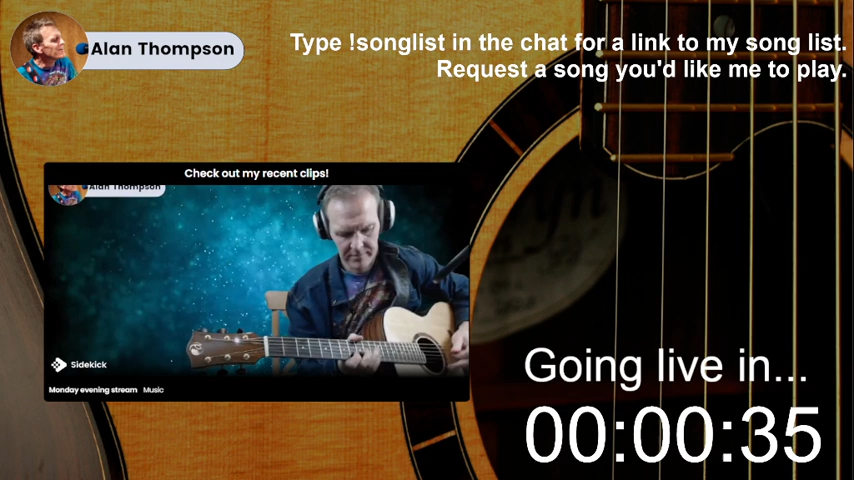 Alan Thompson
Type !songlist in the chat for a link to my song list.
Request a song you'd like me to play.
Check out my recent clips!
Alan Thompson
Sidekick
Monday evening stream Music
Going live in...
00:00:35